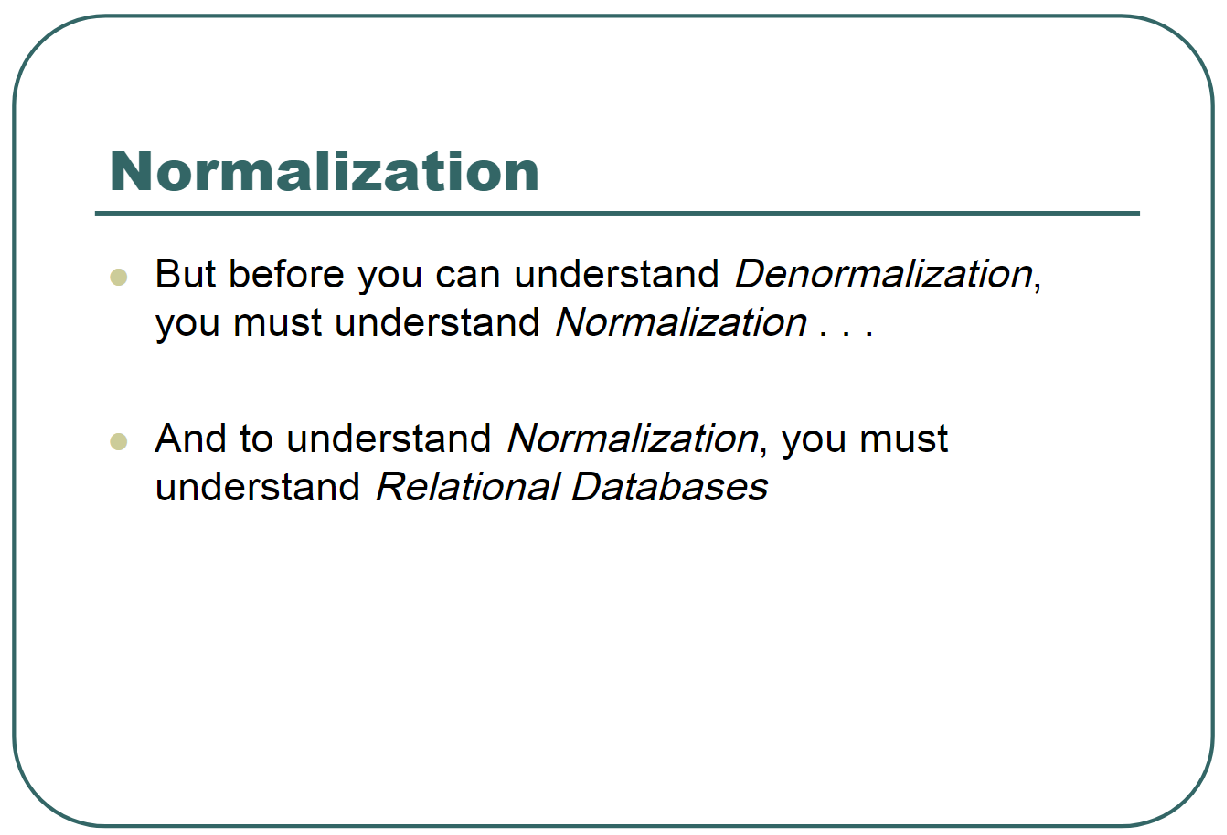 Normalization
But before you can understand Denormalization,
you must understand Normalization . . .
And to understand Normalization, you must
understand Relational Databases